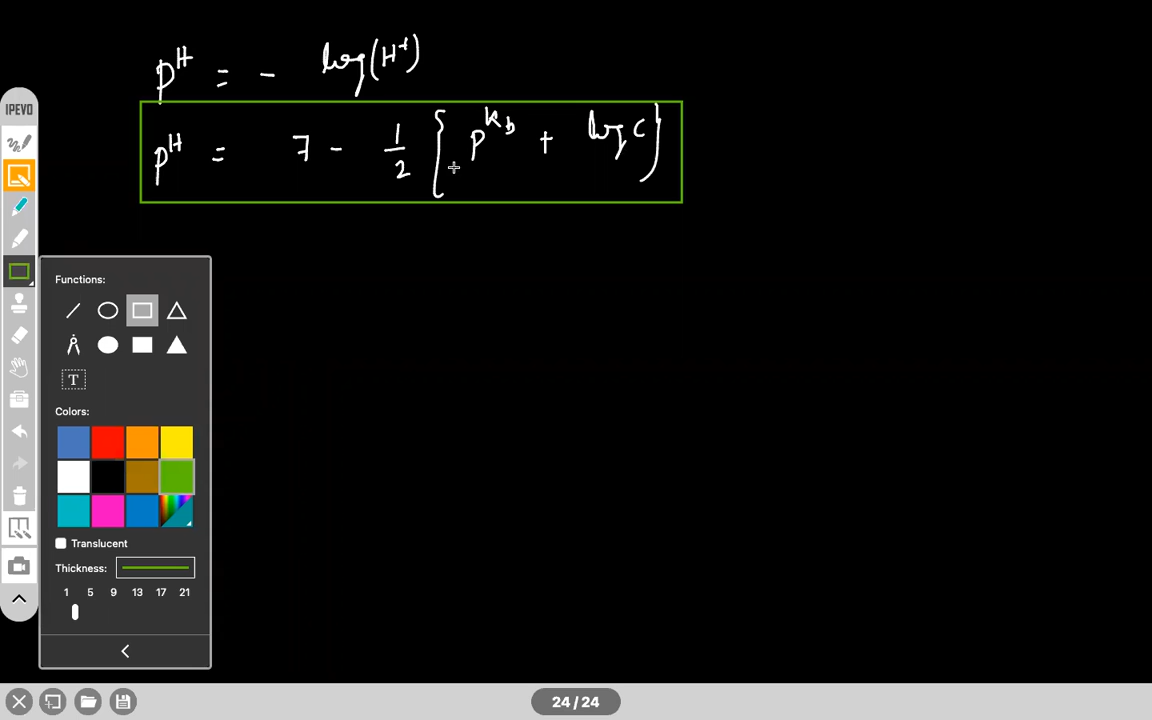 pH = - log(H+)
IPEVO
pH = 7 - 1/2 { pKb + log C }
Functions:
T
Colors:
Translucent
Thickness:
1 5 9 13 17 21
24 / 24